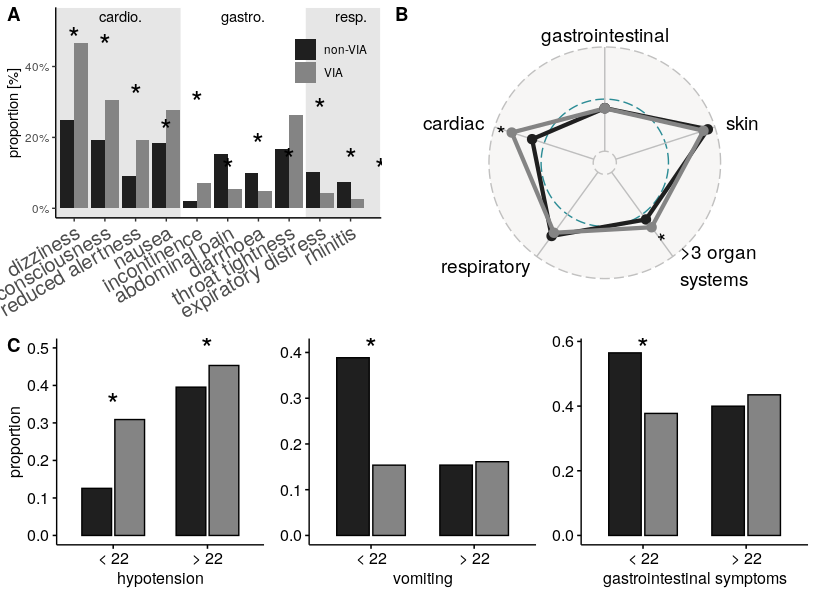 A
cardio.
gastro.
resp.
proportion [%]
40%
20%
0%
non-VIA
VIA
dizziness
consciousness
reduced alertness
nausea
incontinence
abdominal pain
diarrhoea
throat tightness
expiratory distress
rhinitis
* * * * * * * * * * *
B
gastrointestinal
cardiac
*
skin
respiratory
*
>3 organ
systems
C
proportion
0.5
0.4
0.3
0.2
0.1
0.0
* *
< 22
> 22
hypotension
0.4
0.3
0.2
0.1
0.0
*
< 22
> 22
vomiting
0.6
0.4
0.2
0.0
*
< 22
> 22
gastrointestinal symptoms